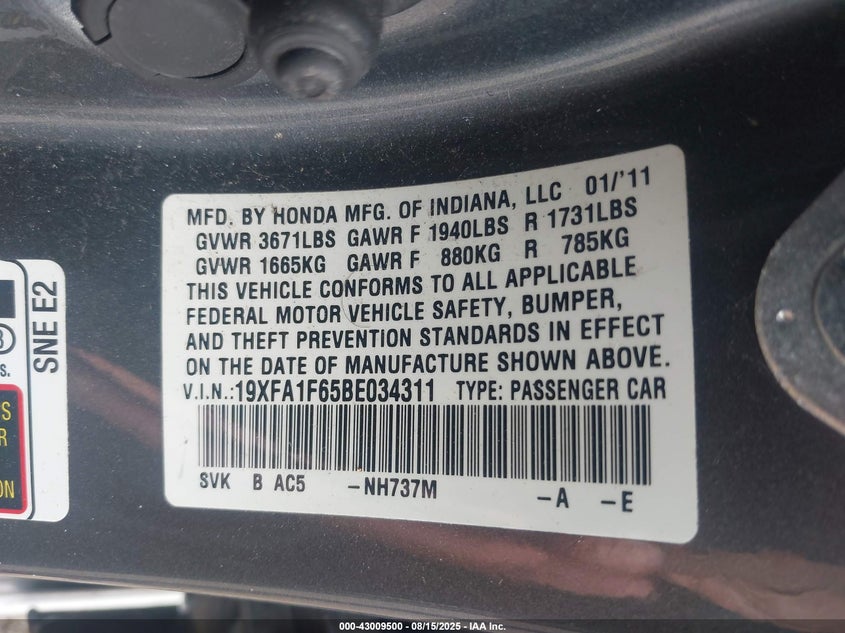 MFD. BY HONDA MFG. OF INDIANA, LLC 01/'11
GVWR 3671LBS GAWR F 1940LBS R 1731LBS
GVWR 1665KG GAWR F 880KG R 785KG
THIS VEHICLE CONFORMS TO ALL APPLICABLE
FEDERAL MOTOR VEHICLE SAFETY, BUMPER,
AND THEFT PREVENTION STANDARDS IN EFFECT
ON THE DATE OF MANUFACTURE SHOWN ABOVE.
V.I.N.:19XFA1F65BE034311 TYPE: PASSENGER CAR
SVK B AC5 -NH737M -A -E
SNE E2
000-43009500 - 08/15/2025 - IAA Inc.